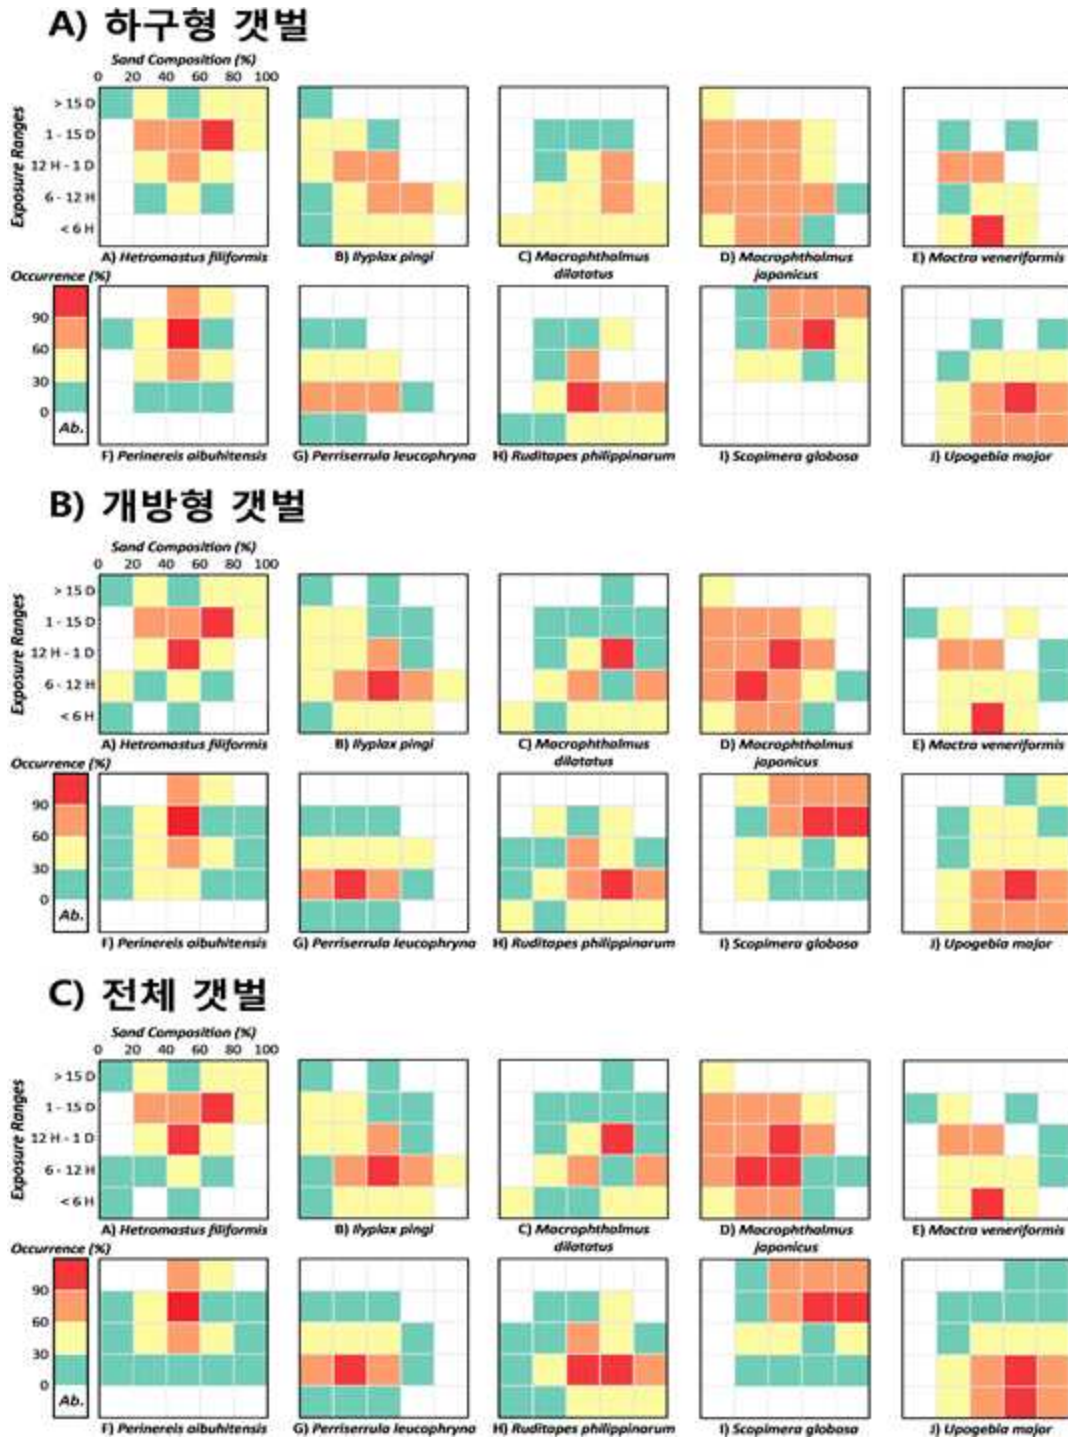 A) 하구형 갯벌
Sand Composition (%)
0 20 40 60 80 100
Exposure Ranges
> 15 D
1 - 15 D
12 H - 1 D
6 - 12 H
< 6 H
A) Hetromastus filiformis
B) Ilyplax pingi
C) Macrophthalmus dilatatus
D) Macrophthalmus japonicus
E) Mactra veneriformis
Occurrence (%)
90
60
30
0
Ab.
F) Perinereis aibuhitensis
G) Perriserrula leucophryna
H) Ruditapes philippinarum
I) Scopimera globosa
J) Upogebia major
B) 개방형 갯벌
Sand Composition (%)
0 20 40 60 80 100
Exposure Ranges
> 15 D
1 - 15 D
12 H - 1 D
6 - 12 H
< 6 H
A) Hetromastus filiformis
B) Ilyplax pingi
C) Macrophthalmus dilatatus
D) Macrophthalmus japonicus
E) Mactra veneriformis
Occurrence (%)
90
60
30
0
Ab.
F) Perinereis aibuhitensis
G) Perriserrula leucophryna
H) Ruditapes philippinarum
I) Scopimera globosa
J) Upogebia major
C) 전체 갯벌
Sand Composition (%)
0 20 40 60 80 100
Exposure Ranges
> 15 D
1 - 15 D
12 H - 1 D
6 - 12 H
< 6 H
A) Hetromastus filiformis
B) Ilyplax pingi
C) Macrophthalmus dilatatus
D) Macrophthalmus japonicus
E) Mactra veneriformis
Occurrence (%)
90
60
30
0
Ab.
F) Perinereis aibuhitensis
G) Perriserrula leucophryna
H) Ruditapes philippinarum
I) Scopimera globosa
J) Upogebia major